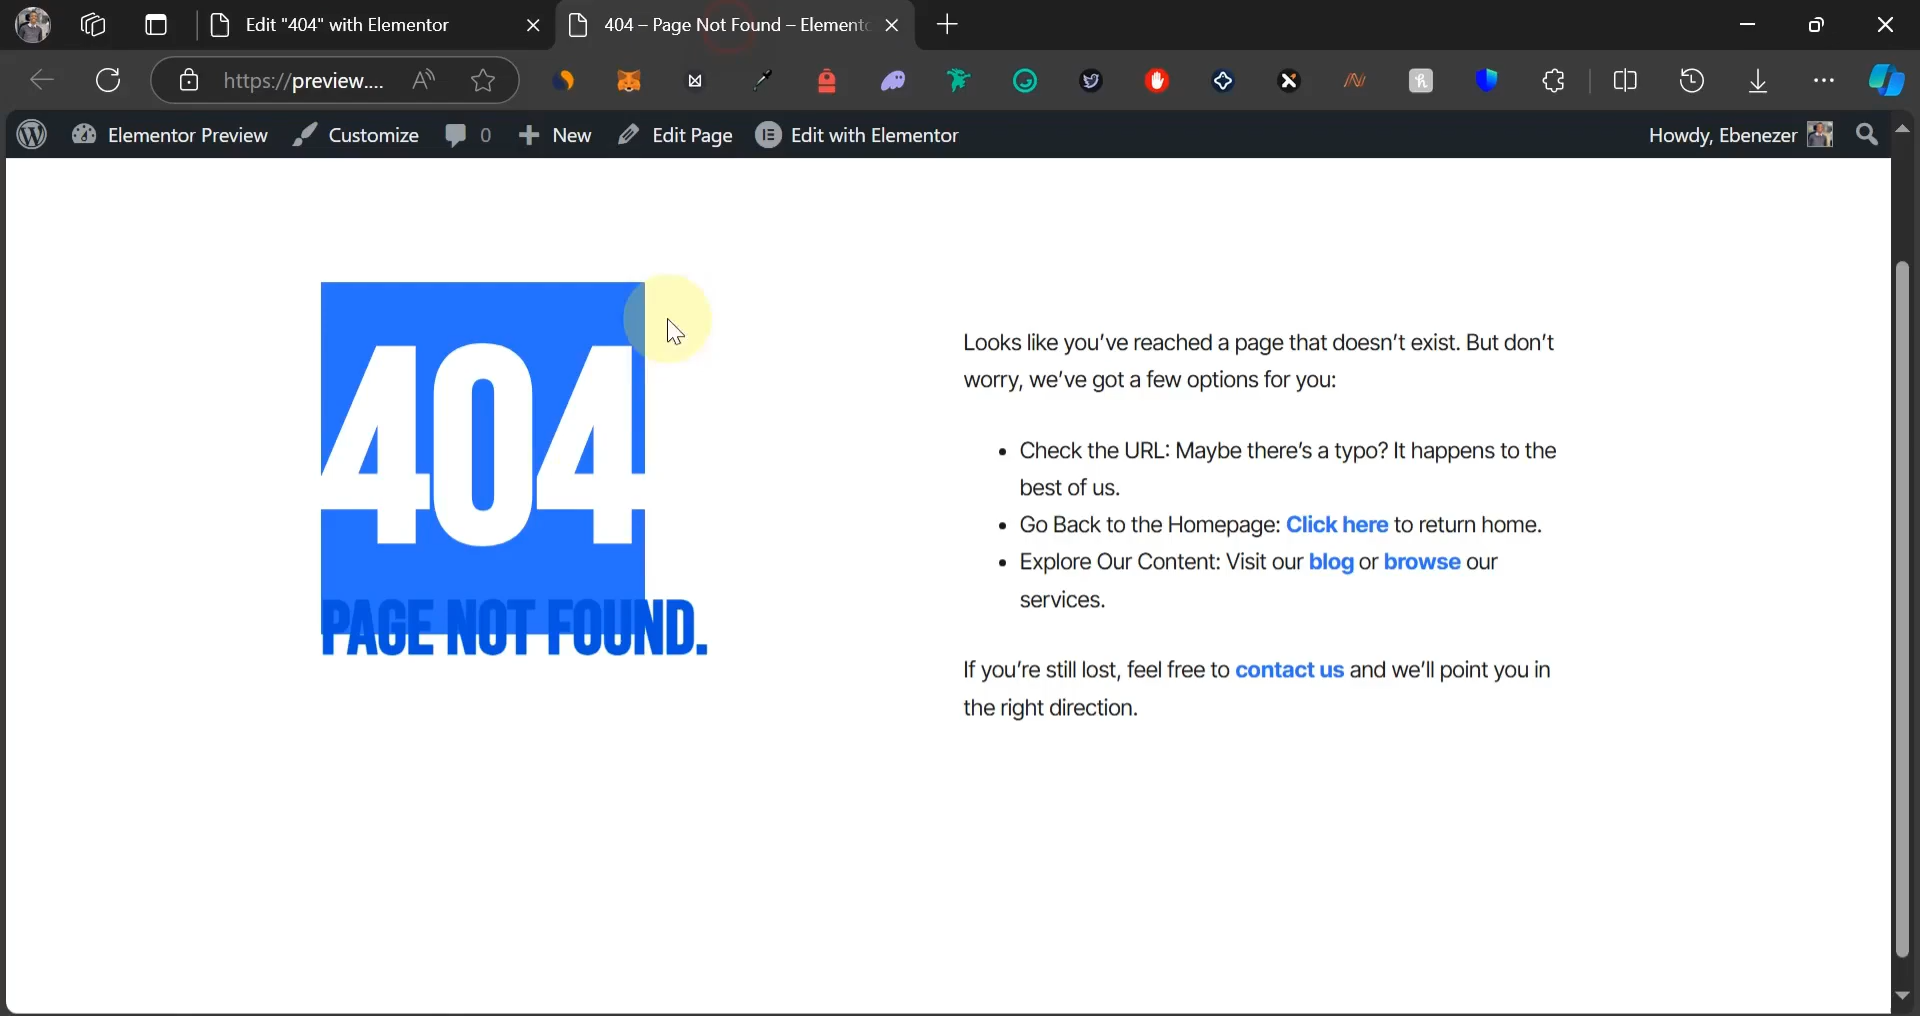 Edit "404" with Elementor
404 – Page Not Found – Elemento
https://preview....
Elementor Preview
Customize
0
New
Edit Page
Edit with Elementor
Howdy, Ebenezer
404
PAGE NOT FOUND.
Looks like you've reached a page that doesn't exist. But don't
worry, we've got a few options for you:
• Check the URL: Maybe there's a typo? It happens to the
best of us.
• Go Back to the Homepage: Click here to return home.
• Explore Our Content: Visit our blog or browse our
services.
If you're still lost, feel free to contact us and we'll point you in
the right direction.